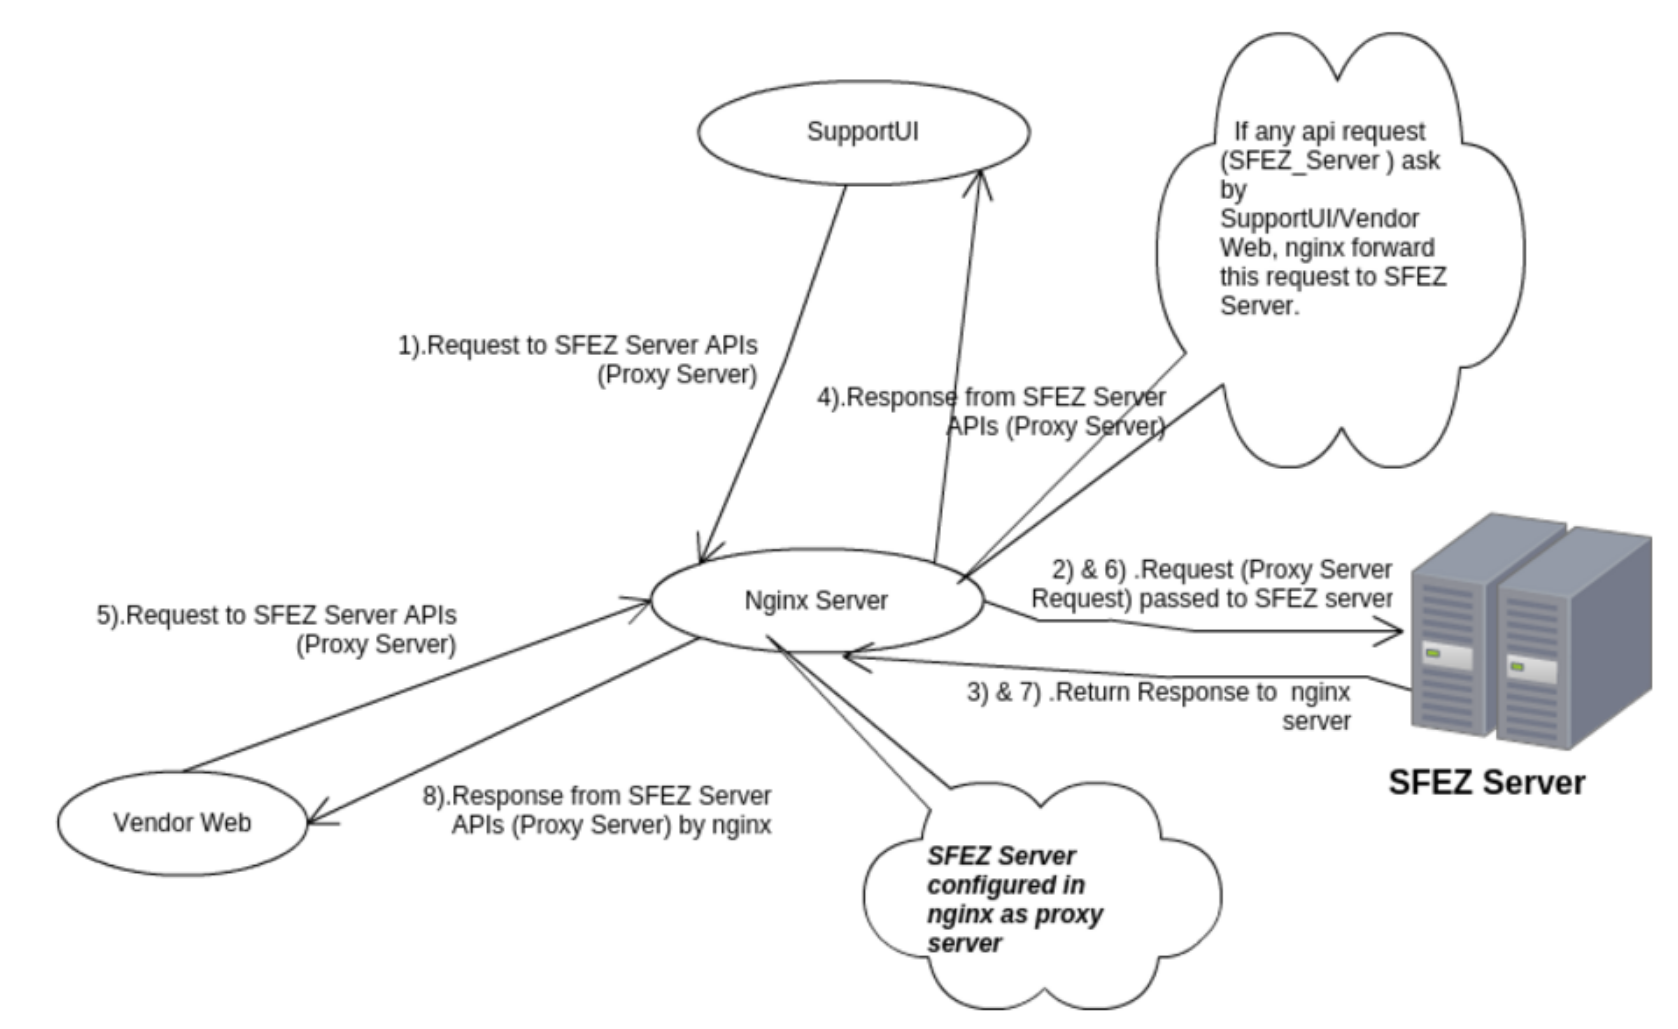 SupportUI
If any api request
(SFEZ_Server ) ask
by
SupportUI/Vendor
Web, nginx forward
this request to SFEZ
Server.
1).Request to SFEZ Server APIs
(Proxy Server)
4).Response from SFEZ Server
APIs (Proxy Server)
Nginx Server
2) & 6) .Request (Proxy Server
Request) passed to SFEZ server
5).Request to SFEZ Server APIs
(Proxy Server)
3) & 7) .Return Response to  nginx
server
SFEZ Server
Vendor Web
8).Response from SFEZ Server
APIs (Proxy Server) by nginx
SFEZ Server
configured in
nginx as proxy
server